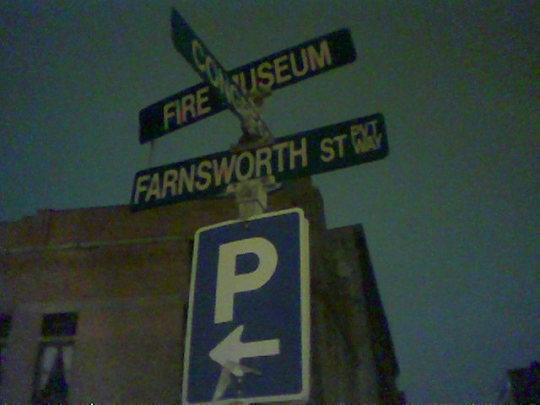 FIRE MUSEUM
FARNSWORTH ST PVT WAY
P